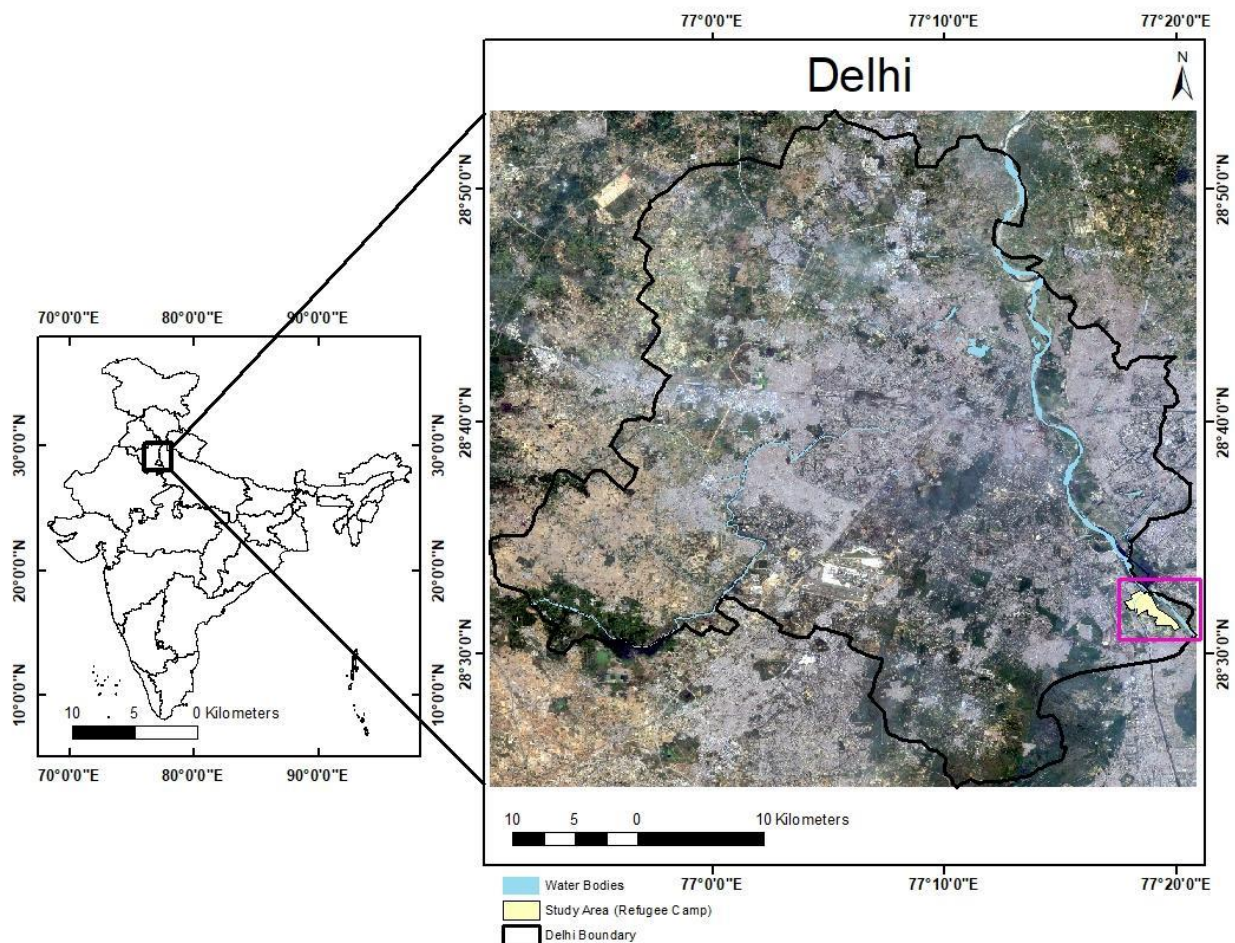 77°0'0"E 77°10'0"E 77°20'0"E
Delhi
N
28°50'0"N 28°50'0"N
70°0'0"E 80°0'0"E 90°0'0"E
28°40'0"N 28°40'0"N
30°0'0"N 30°0'0"N
20°0'0"N 20°0'0"N
28°30'0"N 28°30'0"N
10°0'0"N 10°0'0"N
10 5 0 Kilometers
70°0'0"E 80°0'0"E 90°0'0"E
10 5 0 10 Kilometers
77°0'0"E 77°10'0"E 77°20'0"E
Water Bodies
Study Area (Refugee Camp)
Delhi Boundary